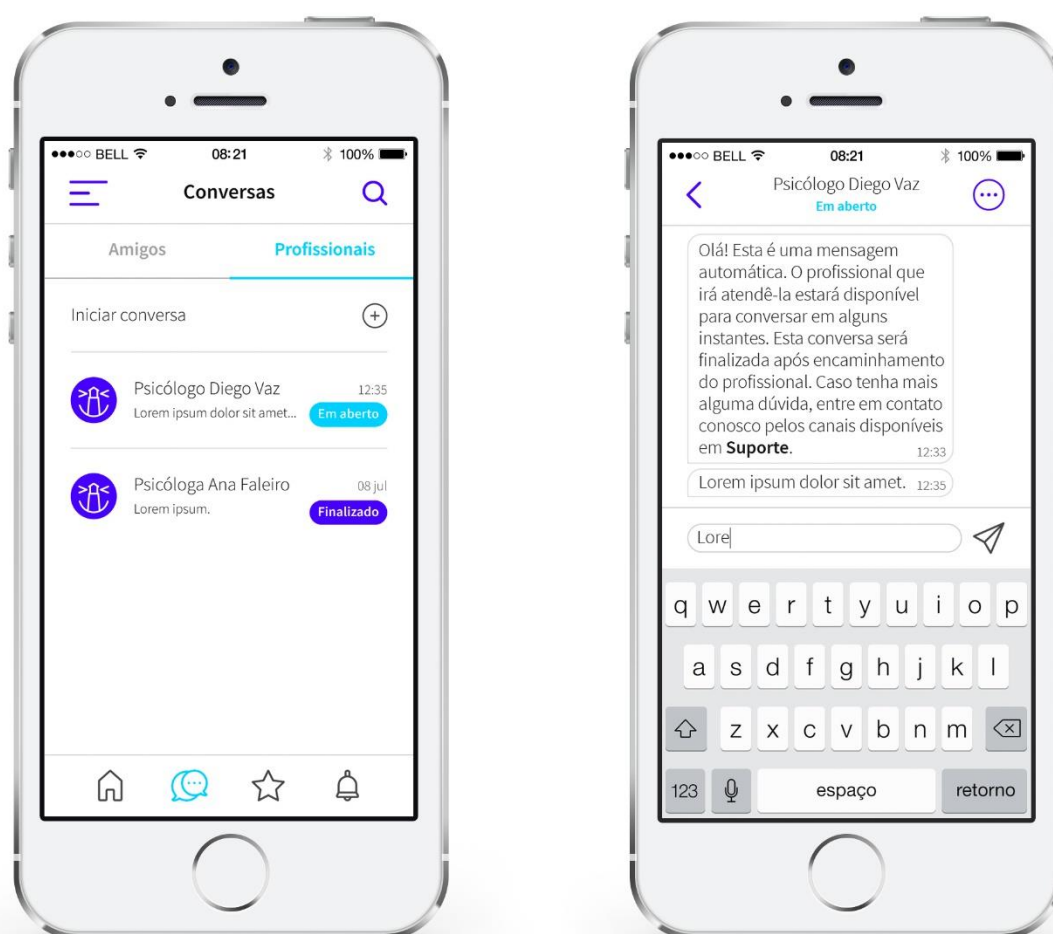 BELL 08:21 100%
Conversas
Amigos Profissionais
Iniciar conversa
Psicólogo Diego Vaz 12:35
Lorem ipsum dolor sit amet... Em aberto
Psicóloga Ana Faleiro 08 jul
Lorem ipsum. Finalizado
BELL 08:21 100%
Psicólogo Diego Vaz
Em aberto
Olá! Esta é uma mensagem
automática. O profissional que
irá atendê-la estará disponível
para conversar em alguns
instantes. Esta conversa será
finalizada após encaminhamento
do profissional. Caso tenha mais
alguma dúvida, entre em contato
conosco pelos canais disponíveis
em Suporte. 12:33
Lorem ipsum dolor sit amet. 12:35
Lore
q w e r t y u i o p
a s d f g h j k l
z x c v b n m
123 espaço retorno